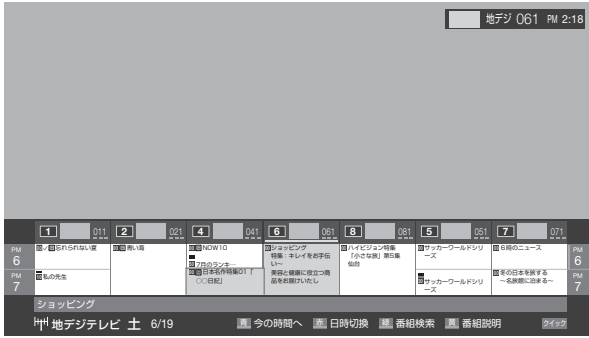 地デジ 061 PM 2:18
1 011 2 021 4 041 6 061 8 081 5 051 7 071
PM 6
忘れられない夏
青い海
NOW10
7月のランキ…
ショッピング
特集：キレイをお手伝
い〜
ハイビジョン特集
「小さな旅」第5集
仙台
サッカーワールドシリ
ーズ
6時のニュース
PM 6
PM 7
私の先生
日本名作特集01「
○○日記」
美容と健康に役立つ商
品をお届けいたし
サッカーワールドシリ
ーズ
冬の日本を旅する
〜名旅館に泊まる〜
PM 7
ショッピング
地デジテレビ 土 6/19 青 今の時間へ 赤 日時切換 緑 番組検索 黄 番組説明 クイック